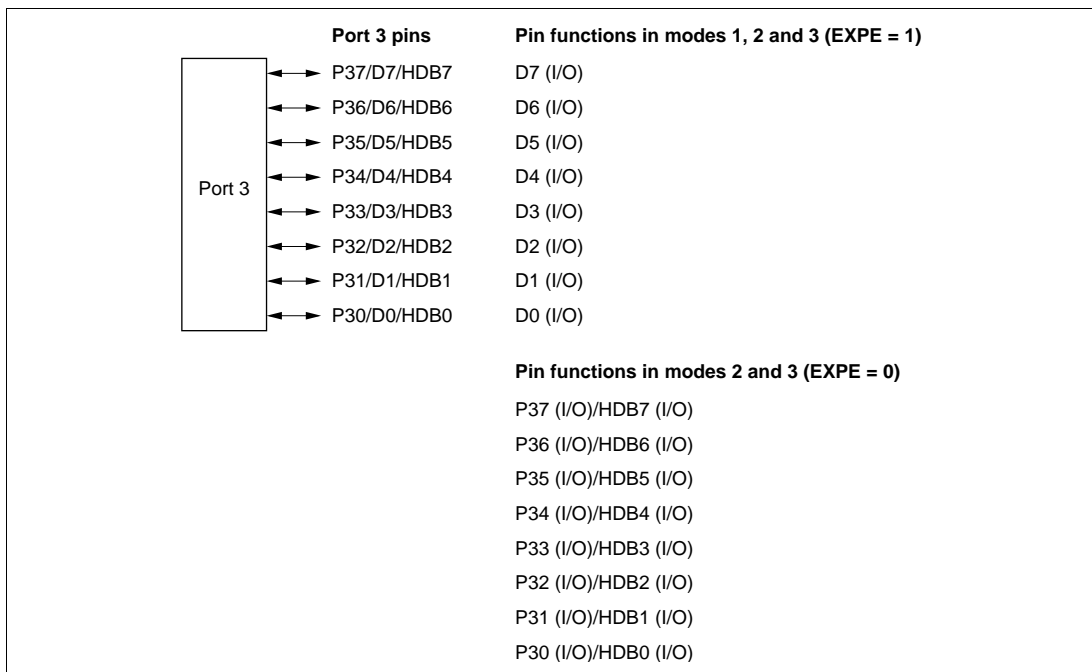 Port 3 pins Pin functions in modes 1, 2 and 3 (EXPE = 1)
P37/D7/HDB7 D7 (I/O)
P36/D6/HDB6 D6 (I/O)
P35/D5/HDB5 D5 (I/O)
P34/D4/HDB4 D4 (I/O)
Port 3
P33/D3/HDB3 D3 (I/O)
P32/D2/HDB2 D2 (I/O)
P31/D1/HDB1 D1 (I/O)
P30/D0/HDB0 D0 (I/O)
Pin functions in modes 2 and 3 (EXPE = 0)
P37 (I/O)/HDB7 (I/O)
P36 (I/O)/HDB6 (I/O)
P35 (I/O)/HDB5 (I/O)
P34 (I/O)/HDB4 (I/O)
P33 (I/O)/HDB3 (I/O)
P32 (I/O)/HDB2 (I/O)
P31 (I/O)/HDB1 (I/O)
P30 (I/O)/HDB0 (I/O)